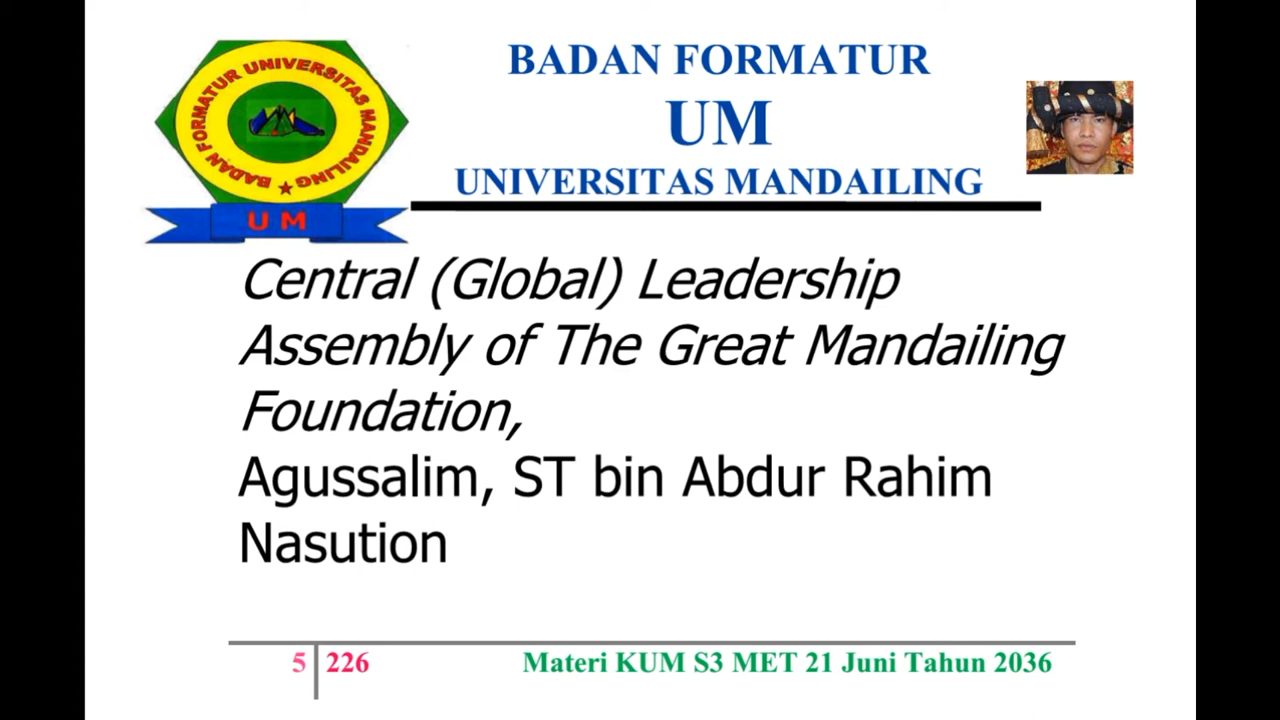 BADAN FORMATUR UNIVERSITAS MANDAILING
U M
BADAN FORMATUR
UM
UNIVERSITAS MANDAILING
Central (Global) Leadership
Assembly of The Great Mandailing
Foundation,
Agussalim, ST bin Abdur Rahim
Nasution
5 226 Materi KUM S3 MET 21 Juni Tahun 2036